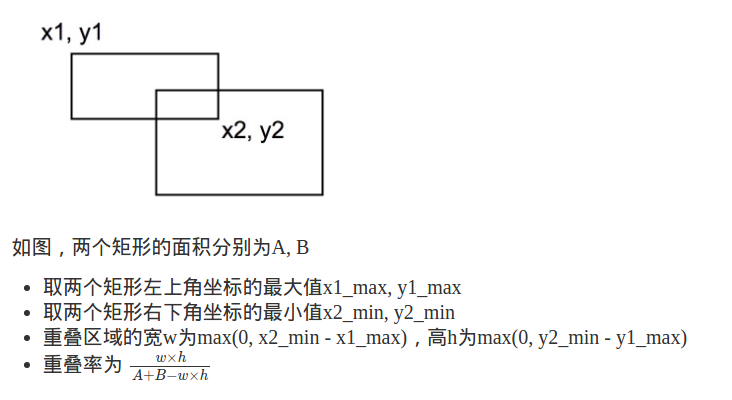 x1, y1
x2, y2
如图，两个矩形的面积分别为A, B
• 取两个矩形左上角坐标的最大值x1_max, y1_max
• 取两个矩形右下角坐标的最小值x2_min, y2_min
• 重叠区域的宽w为max(0, x2_min - x1_max)，高h为max(0, y2_min - y1_max)
• 重叠率为 w×h / A+B−w×h